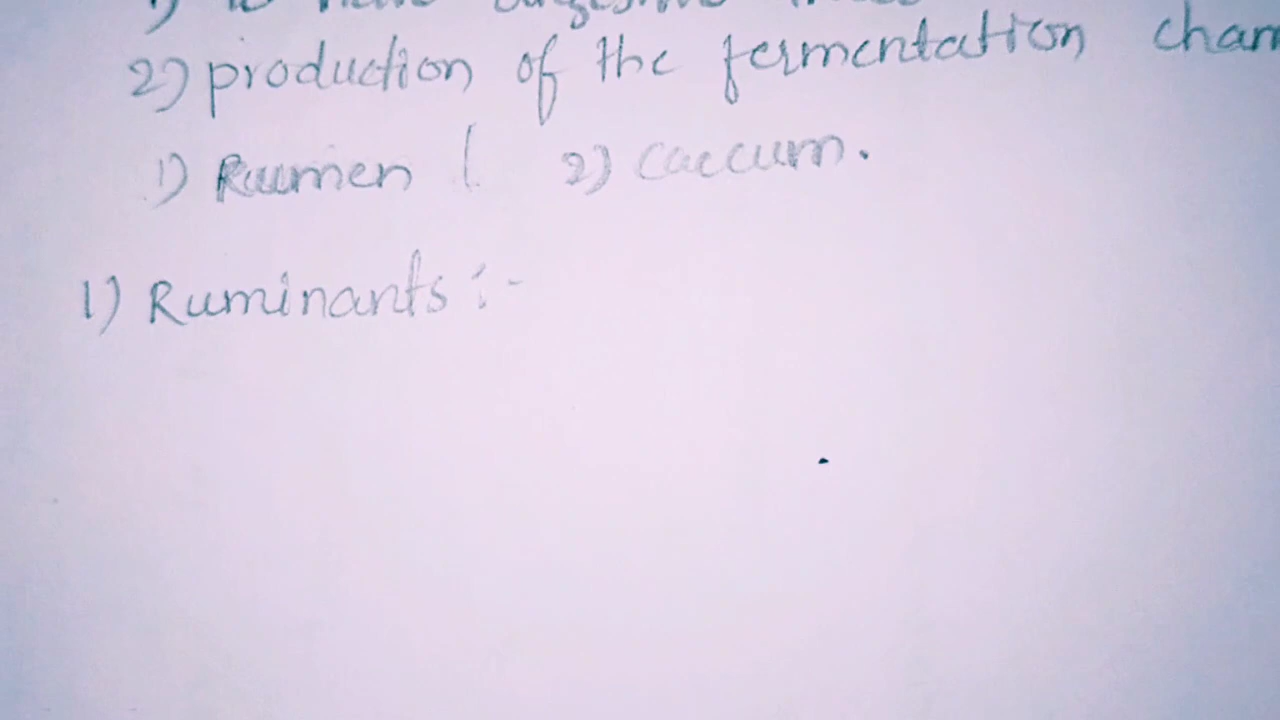 2) production of the fermentation cham
1) Rumen ( 2) Caecum.
1) Ruminants :-